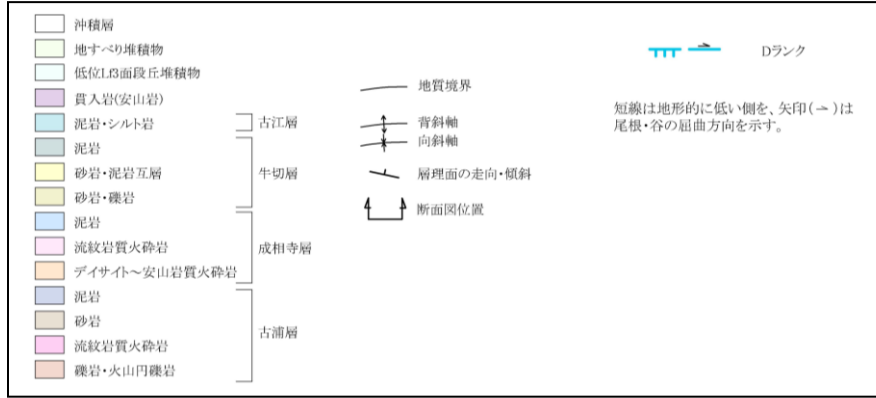 沖積層
地すべり堆積物
低位Lf3面段丘堆積物
貫入岩(安山岩)
泥岩・シルト岩
古江層
泥岩
砂岩・泥岩互層
牛切層
砂岩・礫岩
泥岩
流紋岩質火砕岩
成相寺層
デイサイト～安山岩質火砕岩
泥岩
砂岩
古浦層
流紋岩質火砕岩
礫岩・火山円礫岩
地質境界
背斜軸
向斜軸
層理面の走向・傾斜
断面図位置
Dランク
短線は地形的に低い側を、矢印(⇀)は
尾根・谷の屈曲方向を示す。